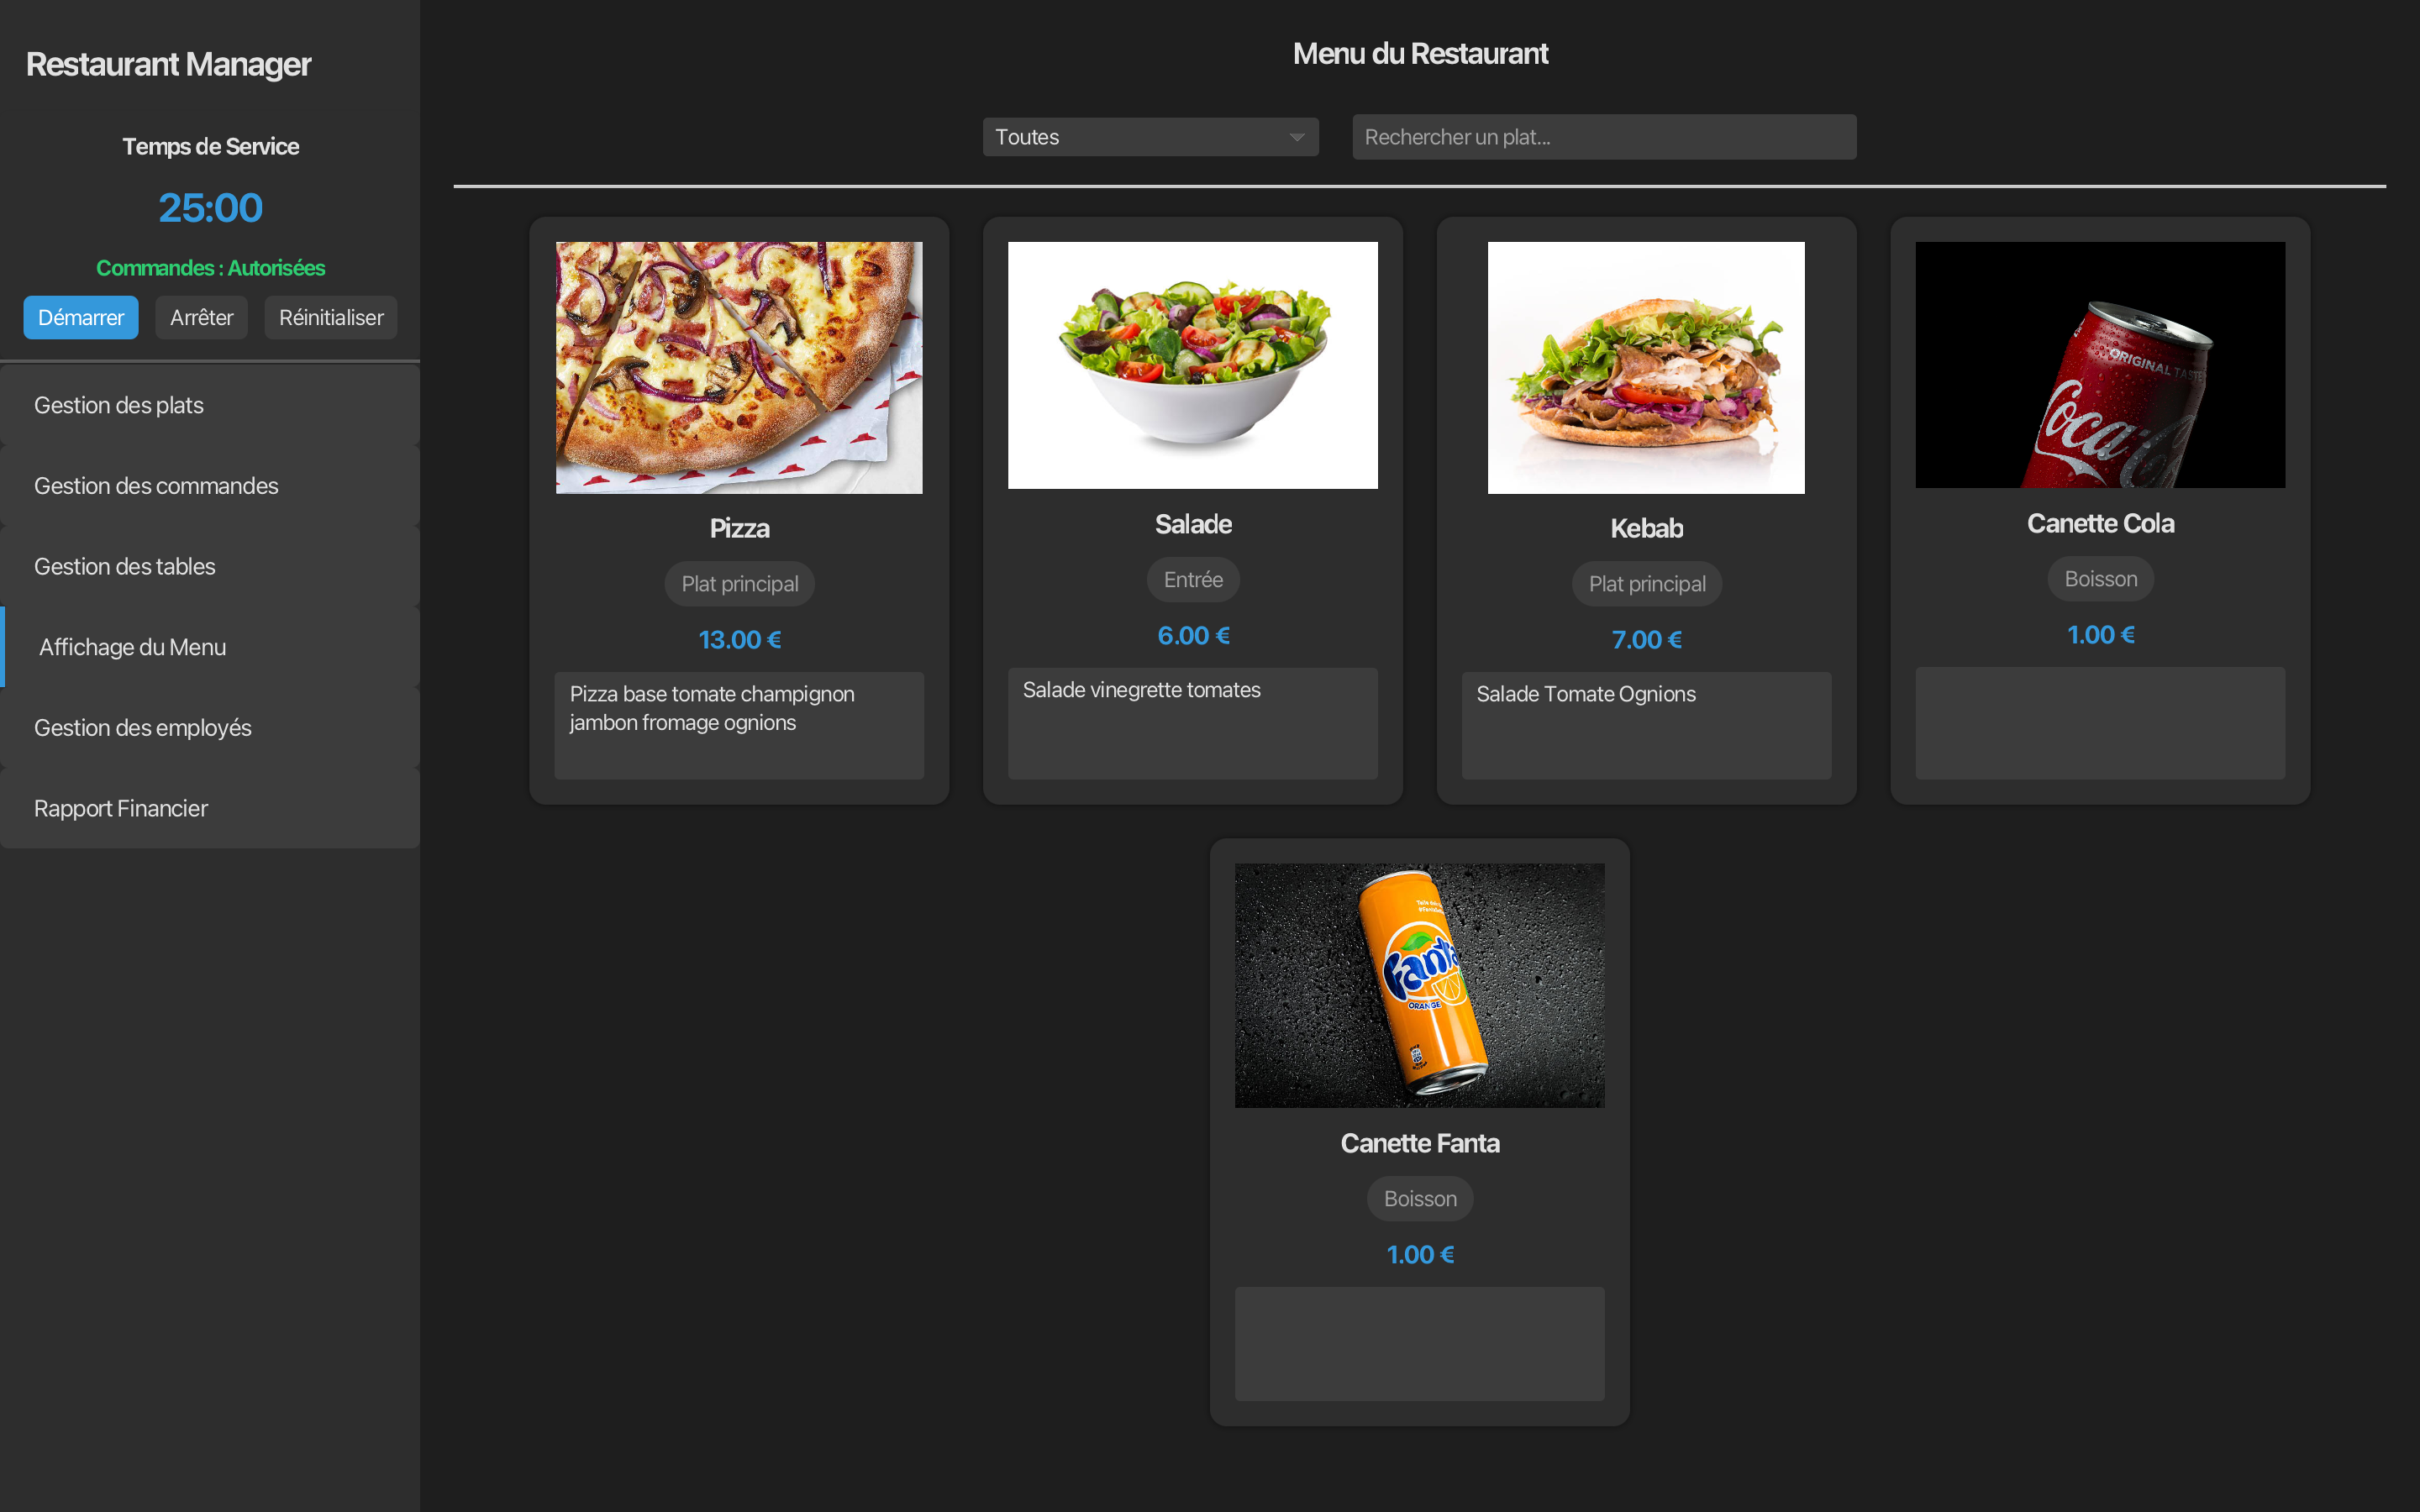 Restaurant Manager
Temps de Service
25:00
Commandes : Autorisées
Démarrer
Arrêter
Réinitialiser
Gestion des plats
Gestion des commandes
Gestion des tables
Affichage du Menu
Gestion des employés
Rapport Financier
Menu du Restaurant
Toutes
Rechercher un plat...
Pizza
Plat principal
13.00 €
Pizza base tomate champignon
jambon fromage ognions
Salade
Entrée
6.00 €
Salade vinegrette tomates
Kebab
Plat principal
7.00 €
Salade Tomate Ognions
ORIGINAL TASTE
Coca
Canette Cola
Boisson
1.00 €
Fanta
ORANGE
Canette Fanta
Boisson
1.00 €